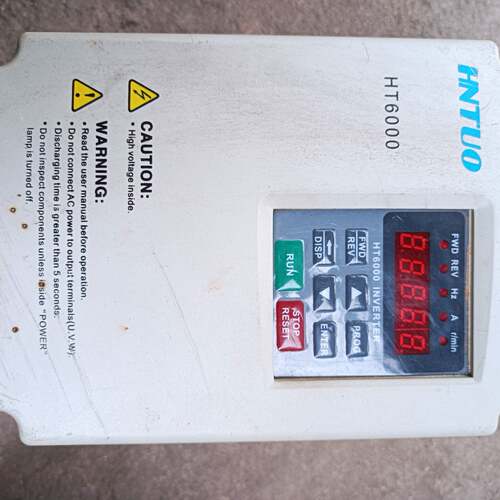 HNTUO
HT6000
FWD REV Hz A r/min
88888
HT6000 INVERTER
FWD
REV
PROG
DISP
ENTER
RUN
STOP
RESET
CAUTION:
• High voltage inside.
WARNING:
• Read the user manual before operation.
• Do not connect AC power to output terminals(U.V.W).
• Discharging time is greater than 5 seconds.
• Do not inspect components unless inside "POWER"
lamp is turned off.